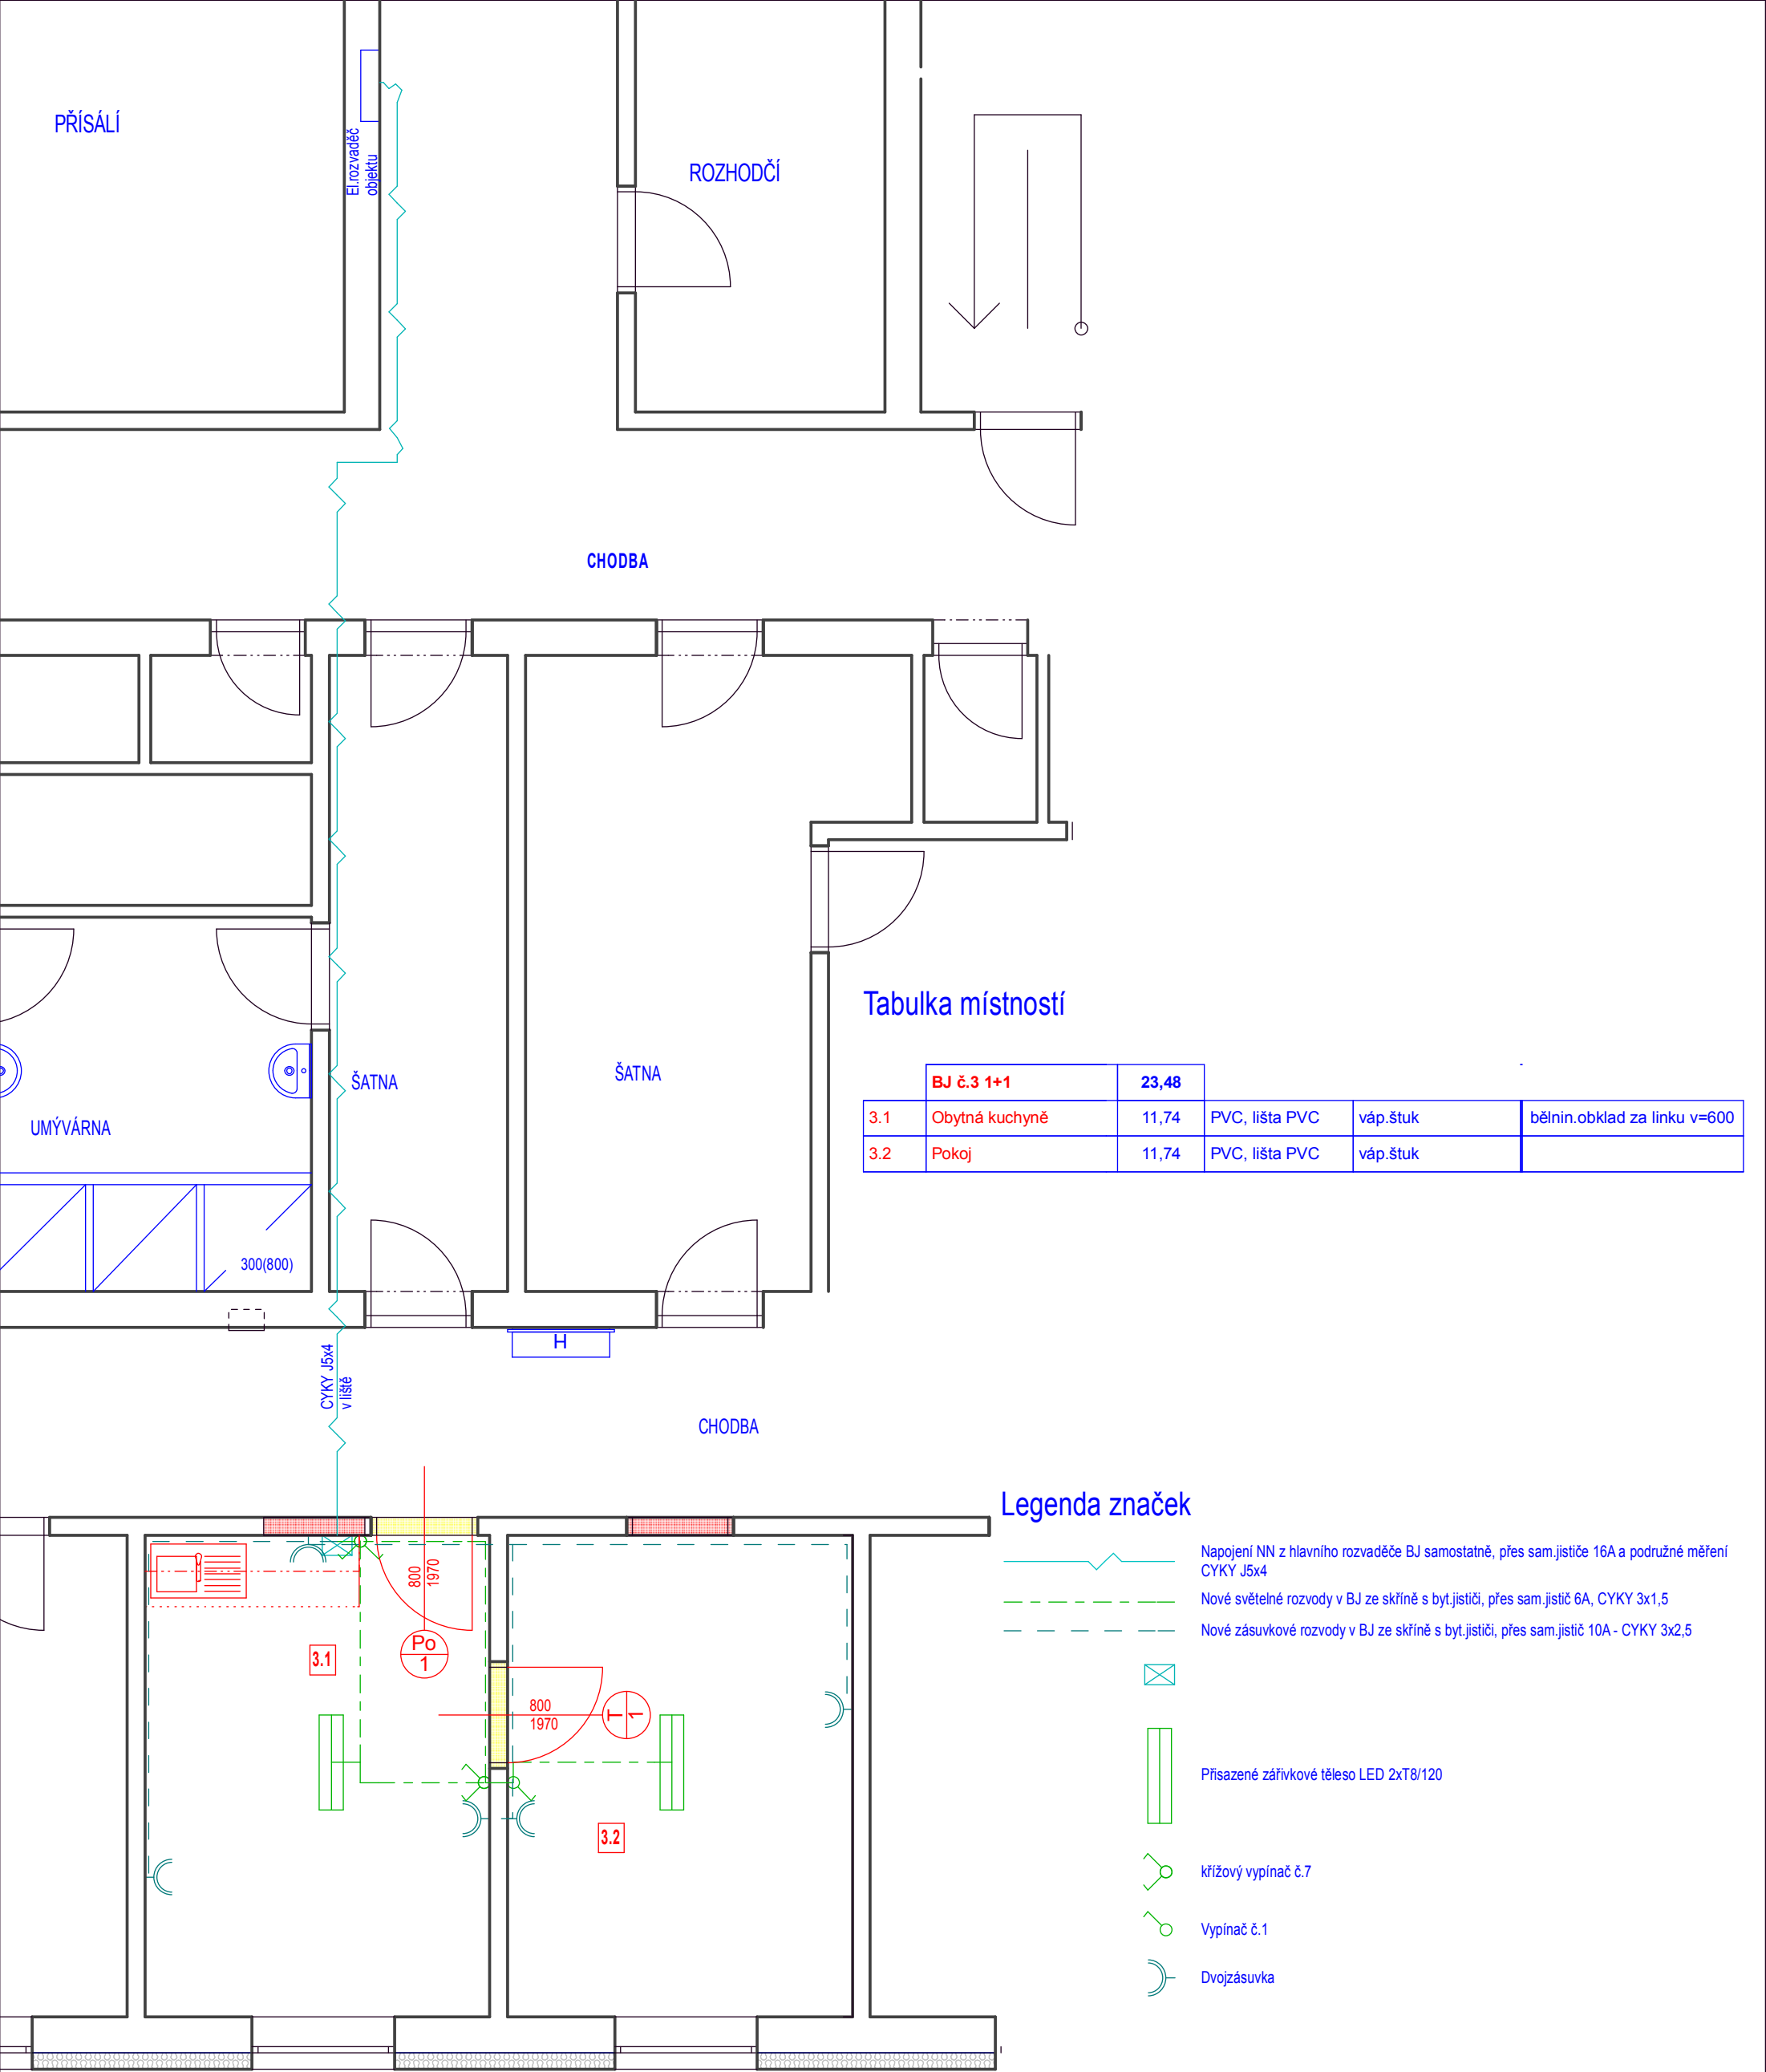 PŘÍSÁLÍ
El.rozvaděč
objektu
ROZHODČÍ
CHODBA
Tabulka místností
BJ č.3 1+1 23,48
3.1 Obytná kuchyně 11,74 PVC, lišta PVC váp.štuk bělnin.obklad za linku v=600
3.2 Pokoj 11,74 PVC, lišta PVC váp.štuk
ŠATNA
ŠATNA
UMÝVÁRNA
300(800)
H
CYKY J5x4
v liště
CHODBA
Legenda značek
Napojení NN z hlavního rozvaděče BJ samostatně, přes sam.jističe 16A a podružné měření
CYKY J5x4
Nové světelné rozvody v BJ ze skříně s byt.jističi, přes sam.jistič 6A, CYKY 3x1,5
Nové zásuvkové rozvody v BJ ze skříně s byt.jističi, přes sam.jistič 10A - CYKY 3x2,5
Přisazené zářivkové těleso LED 2xT8/120
křížový vypínač č.7
Vypínač č.1
Dvojzásuvka
800
1970
Po
1
3.1
800
1970
T
1
3.2